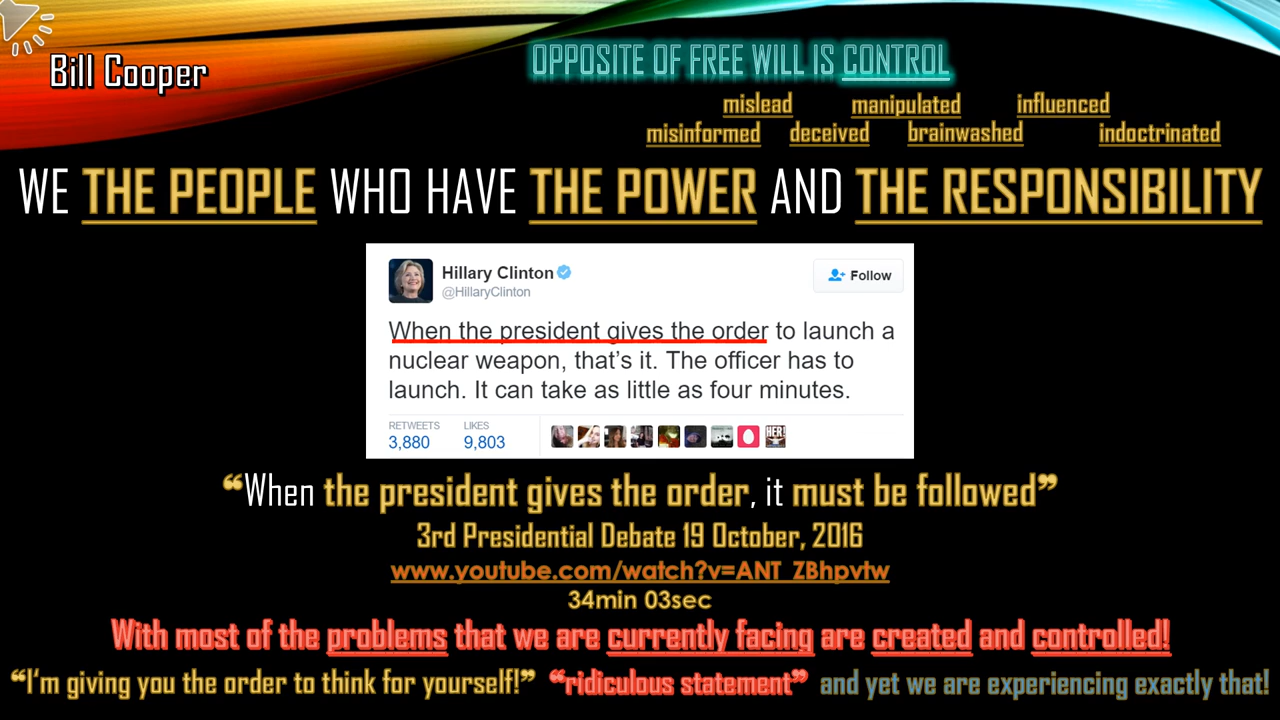 Bill Cooper
OPPOSITE OF FREE WILL IS CONTROL
mislead manipulated influenced
misinformed deceived brainwashed indoctrinated
WE THE PEOPLE WHO HAVE THE POWER AND THE RESPONSIBILITY
Hillary Clinton
@HillaryClinton
Follow
When the president gives the order to launch a
nuclear weapon, that's it. The officer has to
launch. It can take as little as four minutes.
RETWEETS LIKES
3,880 9,803
HER!
“When the president gives the order, it must be followed”
3rd Presidential Debate 19 October, 2016
www.youtube.com/watch?v=ANT_ZBhpvtw
34min 03sec
With most of the problems that we are currently facing are created and controlled!
“I'm giving you the order to think for yourself!” “ridiculous statement” and yet we are experiencing exactly that!